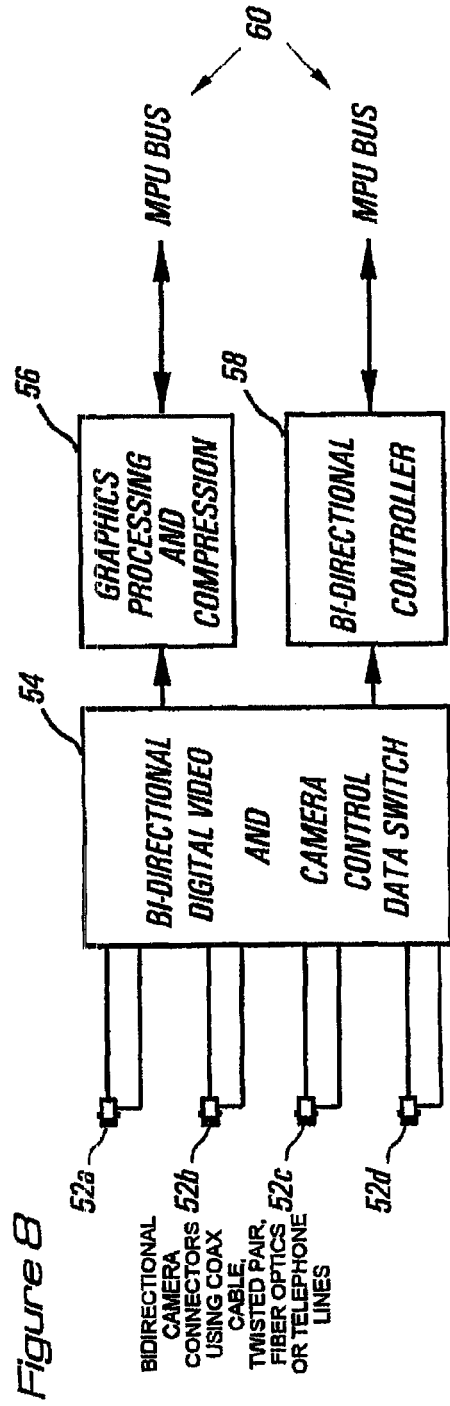 Figure 8
52a
52b
52c
52d
BIDIRECTIONAL
CAMERA
CONNECTORS
USING COAX
CABLE,
TWISTED PAIR,
FIBER OPTICS
OR TELEPHONE
LINES
54
BI-DIRECTIONAL
DIGITAL VIDEO
AND
CAMERA
CONTROL
DATA SWITCH
56
GRAPHICS
PROCESSING
AND
COMPRESSION
58
BI-DIRECTIONAL
CONTROLLER
MPU BUS
MPU BUS
60